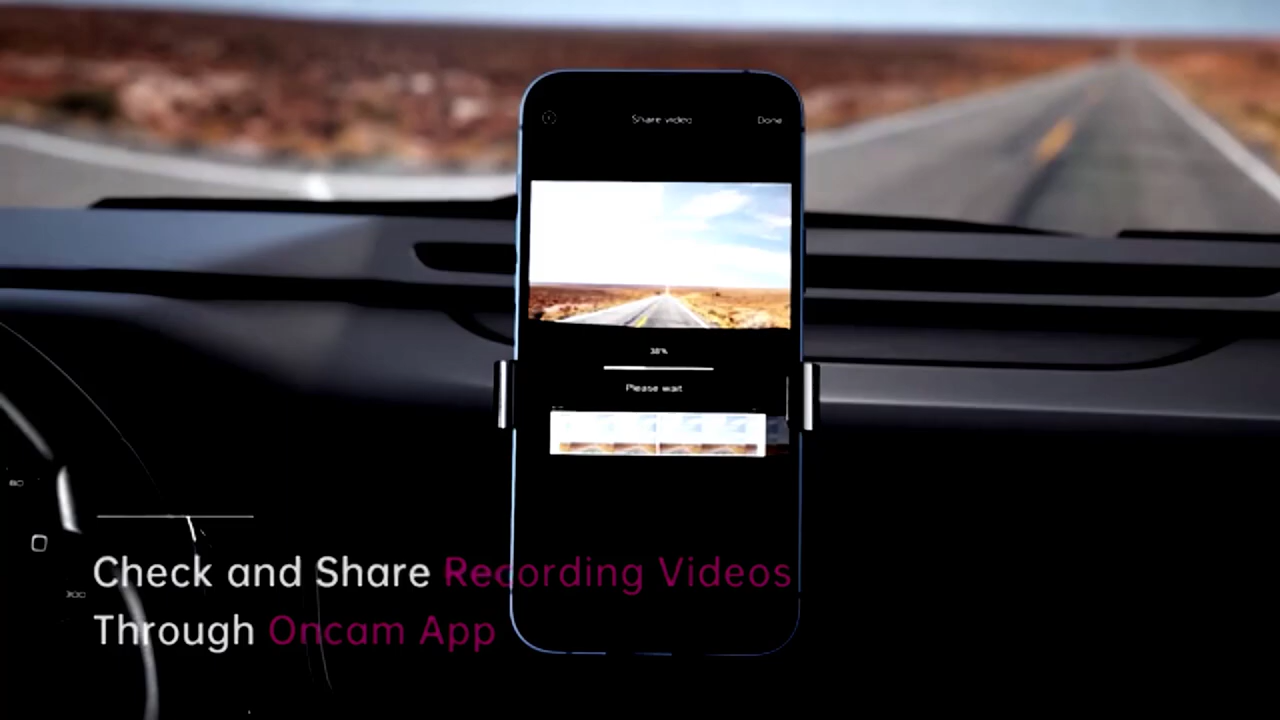 Share video
Done
38%
Please wait
Check and Share Recording Videos
Through Oncam App